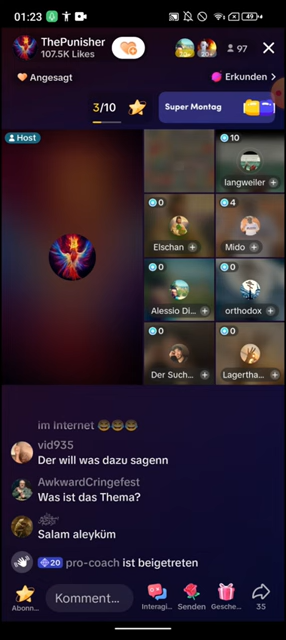 01:23
49
ThePunisher
107.5K Likes
97
Angesagt
Erkunden >
3/10
Super Montag
Host
10
langweiler
0
Elschan
4
Mido
0
Alessio Di...
0
orthodox
0
Der Such...
0
Lagertha...
im Internet 😎😎😎
vid935
Der will was dazu sagenn
AwkwardCringefest
Was ist das Thema?
Salam aleyküm
20 pro-coach ist beigetreten
Abonn...
Komment...
Interagi...
Senden
Gesche...
35